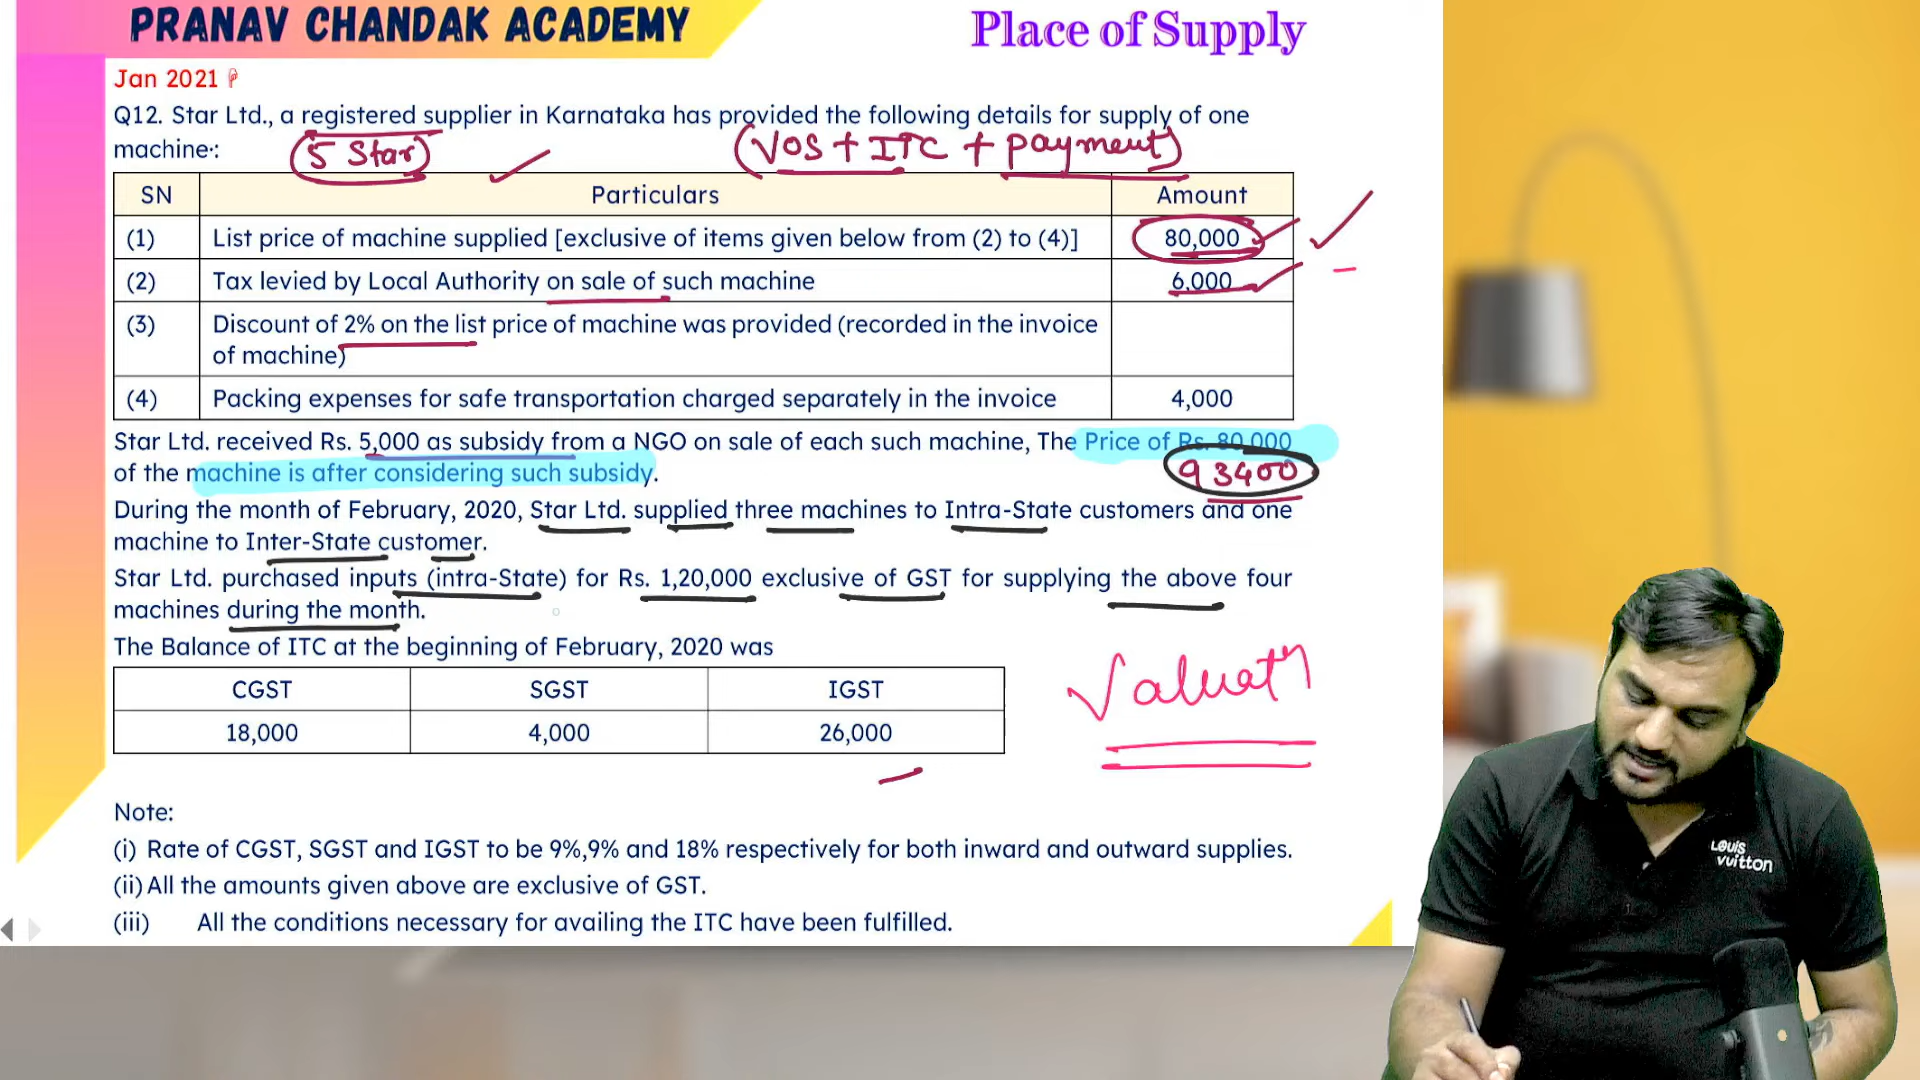 PRANAV CHANDAK ACADEMY
Place of Supply
Jan 2021
Q12. Star Ltd., a registered supplier in Karnataka has provided the following details for supply of one
machine:
(5 Star)
(VOS + ITC + payment)
SN Particulars Amount
(1) List price of machine supplied [exclusive of items given below from (2) to (4)] 80,000
(2) Tax levied by Local Authority on sale of such machine 6,000
(3) Discount of 2% on the list price of machine was provided (recorded in the invoice
of machine)
(4) Packing expenses for safe transportation charged separately in the invoice 4,000
Star Ltd. received Rs. 5,000 as subsidy from a NGO on sale of each such machine, The Price of Rs. 80,000
of the machine is after considering such subsidy.
93400
During the month of February, 2020, Star Ltd. supplied three machines to Intra-State customers and one
machine to Inter-State customer.
Star Ltd. purchased inputs (intra-State) for Rs. 1,20,000 exclusive of GST for supplying the above four
machines during the month.
The Balance of ITC at the beginning of February, 2020 was
CGST SGST IGST
18,000 4,000 26,000
Note:
(i) Rate of CGST, SGST and IGST to be 9%,9% and 18% respectively for both inward and outward supplies.
(ii) All the amounts given above are exclusive of GST.
(iii) All the conditions necessary for availing the ITC have been fulfilled.
LOUIS
VUITTON